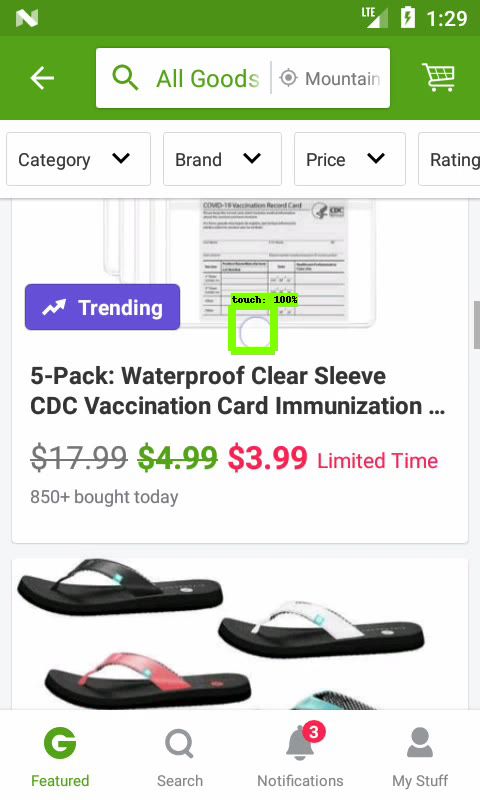 LTE 1:29
All Goods Mountain
Category Brand Price Rating
COVID-19 Vaccination Record Card
CDC
Trending
touch: 100%
5-Pack: Waterproof Clear Sleeve
CDC Vaccination Card Immunization ...
$17.99 $4.99 $3.99 Limited Time
850+ bought today
3
G
Featured Search Notifications My Stuff